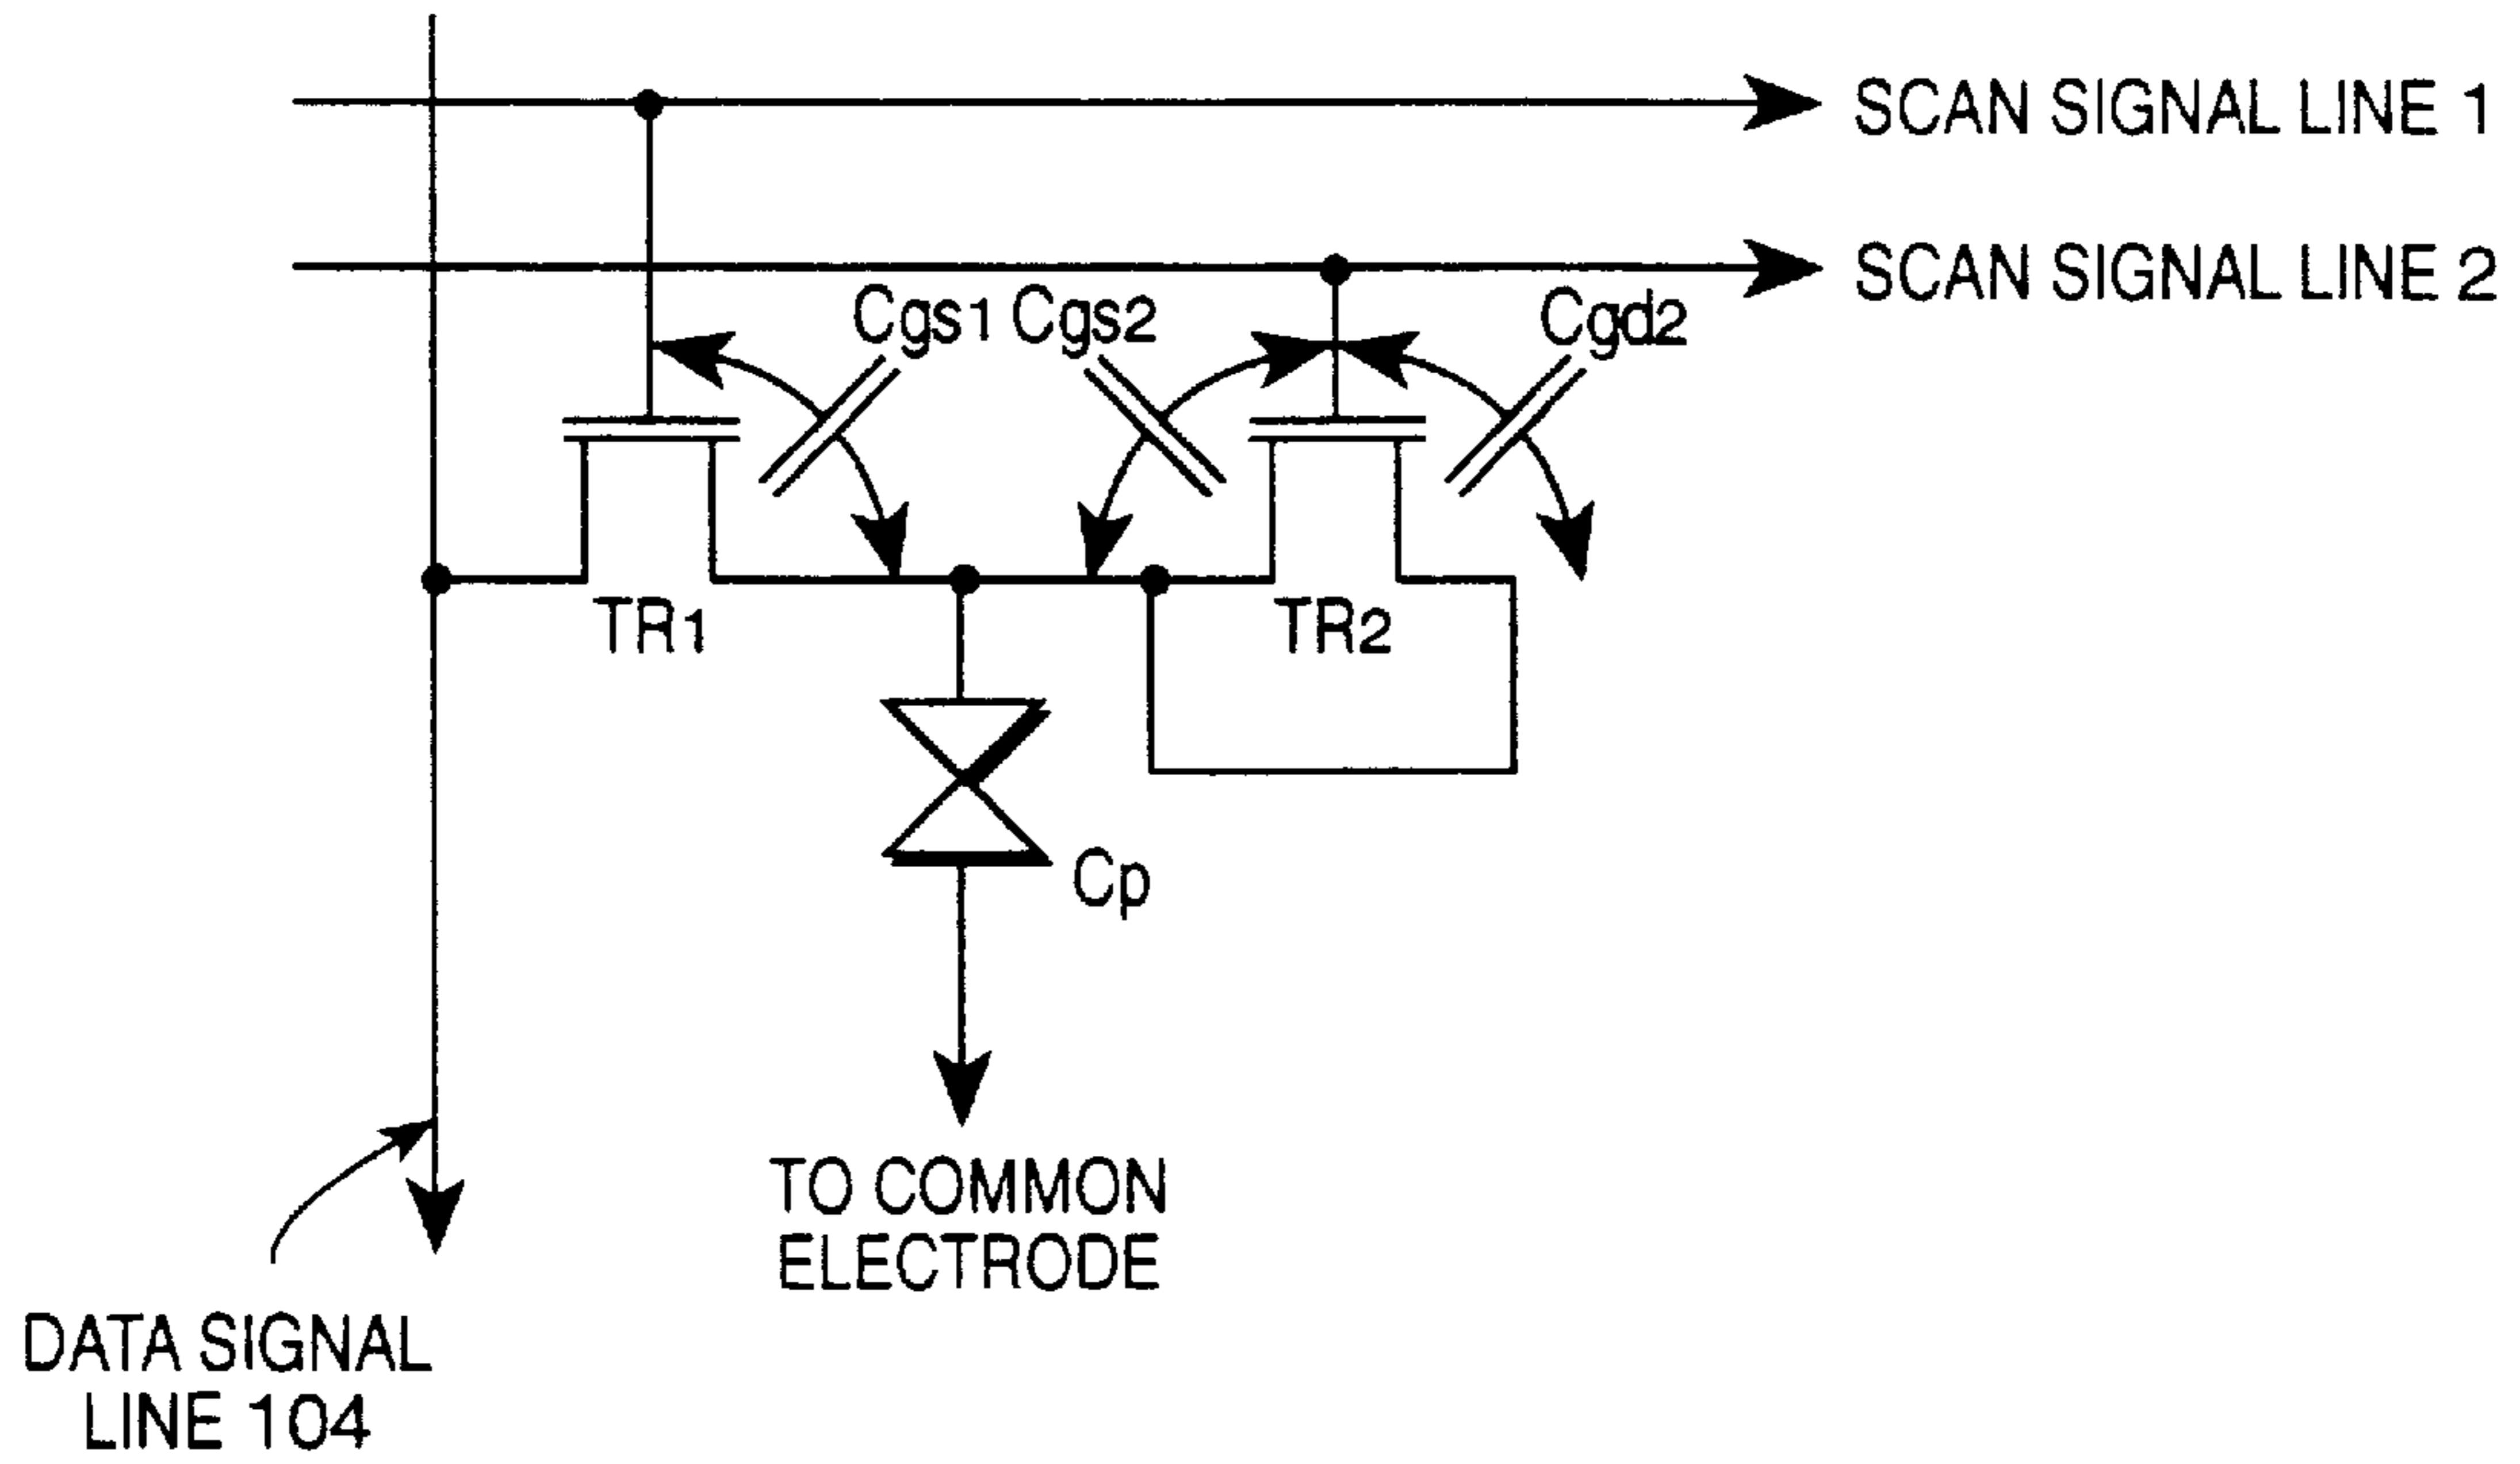 SCAN SIGNAL LINE 1
SCAN SIGNAL LINE 2
Cgs1 Cgs2 Cgd2
TR1 TR2
Cp
TO COMMON
ELECTRODE
DATA SIGNAL
LINE 104